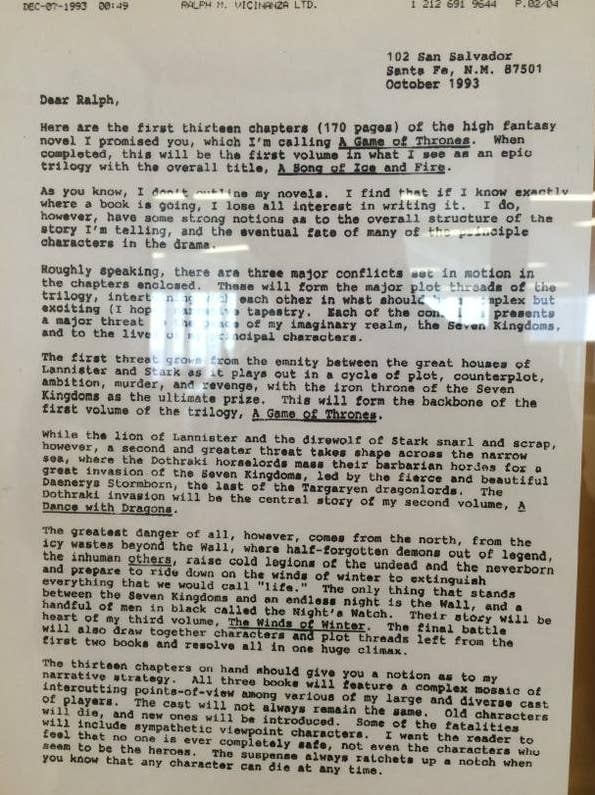 DEC-07-1993 00:49 RALPH M. VICINANZA LTD. 1 212 691 9644 P.02/04
102 San Salvador
Santa Fe, N.M. 87501
October 1993
Dear Ralph,
Here are the first thirteen chapters (170 pages) of the high fantasy
novel I promised you, which I'm calling A Game of Thrones. When
completed, this will be the first volume in what I see as an epic
trilogy with the overall title, A Song of Ice and Fire.
As you know, I don't outline my novels. I find that if I know exactly
where a book is going, I lose all interest in writing it. I do,
however, have some strong notions as to the overall structure of the
story I'm telling, and the eventual fate of many of the principle
characters in the drama.
Roughly speaking, there are three major conflicts set in motion in
the chapters enclosed. These will form the major plot threads of the
trilogy, each other in what should complex but
exciting (I tapestry. Each of the presents
a major threat of my imaginary realm, the Seven Kingdoms,
and to the principal characters.
The first threat grows from the emnity between the great houses of
Lannister and Stark as it plays out in a cycle of plot, counterplot,
ambition, murder, and revenge, with the iron throne of the Seven
Kingdoms as the ultimate prize. This will form the backbone of the
first volume of the trilogy, A Game of Thrones.
While the lion of Lannister and the direwolf of Stark snarl and scrap,
however, a second and greater threat takes shape across the narrow
sea, where the Dothraki horselords mass their barbarian hordes for a
great invasion of the Seven Kingdoms, led by the fierce and beautiful
Daenerys Stormborn, the last of the Targaryen dragonlords. The
Dothraki invasion will be the central story of my second volume, A
Dance with Dragons.
The greatest danger of all, however, comes from the north, from the
icy wastes beyond the Wall, where half-forgotten demons out of legend,
the inhuman others, raise cold legions of the undead and the neverborn
and prepare to ride down on the winds of winter to extinguish
everything that we would call "life." The only thing that stands
between the Seven Kingdoms and an endless night is the Wall, and a
handful of men in black called the Night's Watch. Their story will be
heart of my third volume, The Winds of Winter. The final battle
will also draw together characters and plot threads left from the
first two books and resolve all in one huge climax.
The thirteen chapters on hand should give you a notion as to my
narrative strategy. All three books will feature a complex mosaic of
intercutting points-of-view among various of my large and diverse cast
of players. The cast will not always remain the same. Old characters
will die, and new ones will be introduced. Some of the fatalities
will include sympathetic viewpoint characters. I want the reader to
feel that no one is ever completely safe, not even the characters who
seem to be the heroes. The suspense always ratchets up a notch when
you know that any character can die at any time.